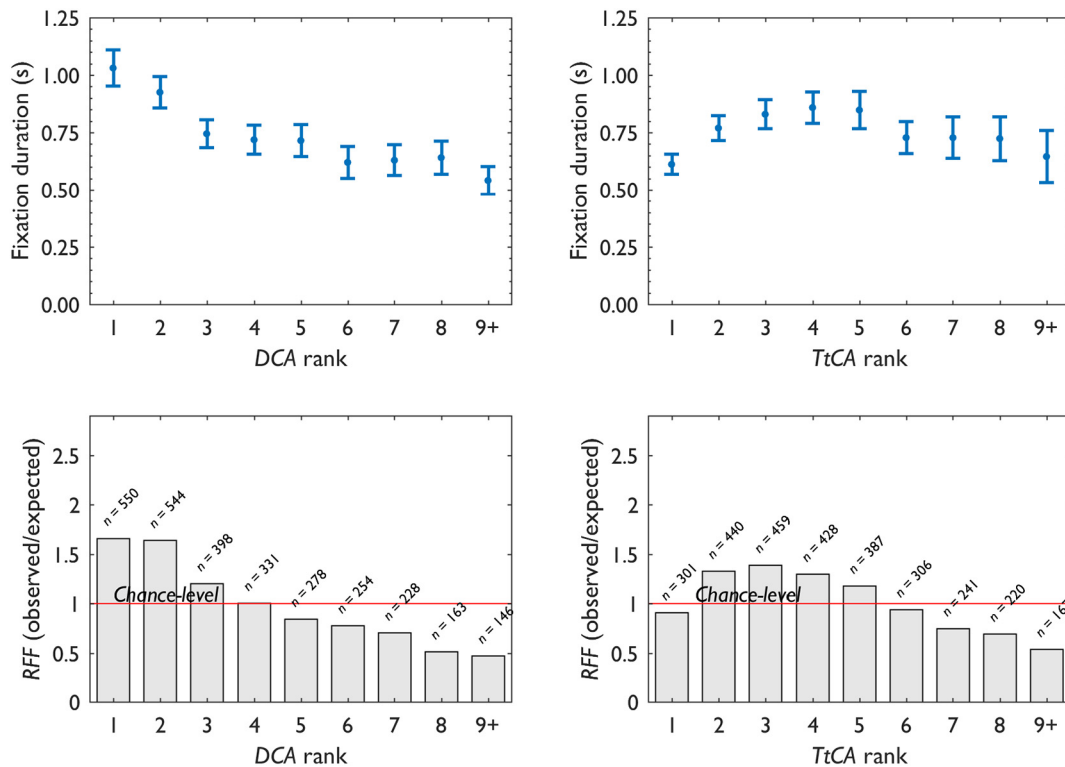 1.25
1.00
0.75
0.50
0.25
0.00
Fixation duration (s)
1 2 3 4 5 6 7 8 9+
DCA rank
1.25
1.00
0.75
0.50
0.25
0.00
Fixation duration (s)
1 2 3 4 5 6 7 8 9+
TtCA rank
2.5
2
1.5
1
0.5
0
RFF (observed/expected)
n = 550
n = 544
n = 398
n = 331
n = 278
n = 254
n = 228
n = 163
n = 146
Chance-level
1 2 3 4 5 6 7 8 9+
DCA rank
2.5
2
1.5
1
0.5
0
RFF (observed/expected)
n = 301
n = 440
n = 459
n = 428
n = 387
n = 306
n = 241
n = 220
n =
Chance-level
1 2 3 4 5 6 7 8 9+
TtCA rank